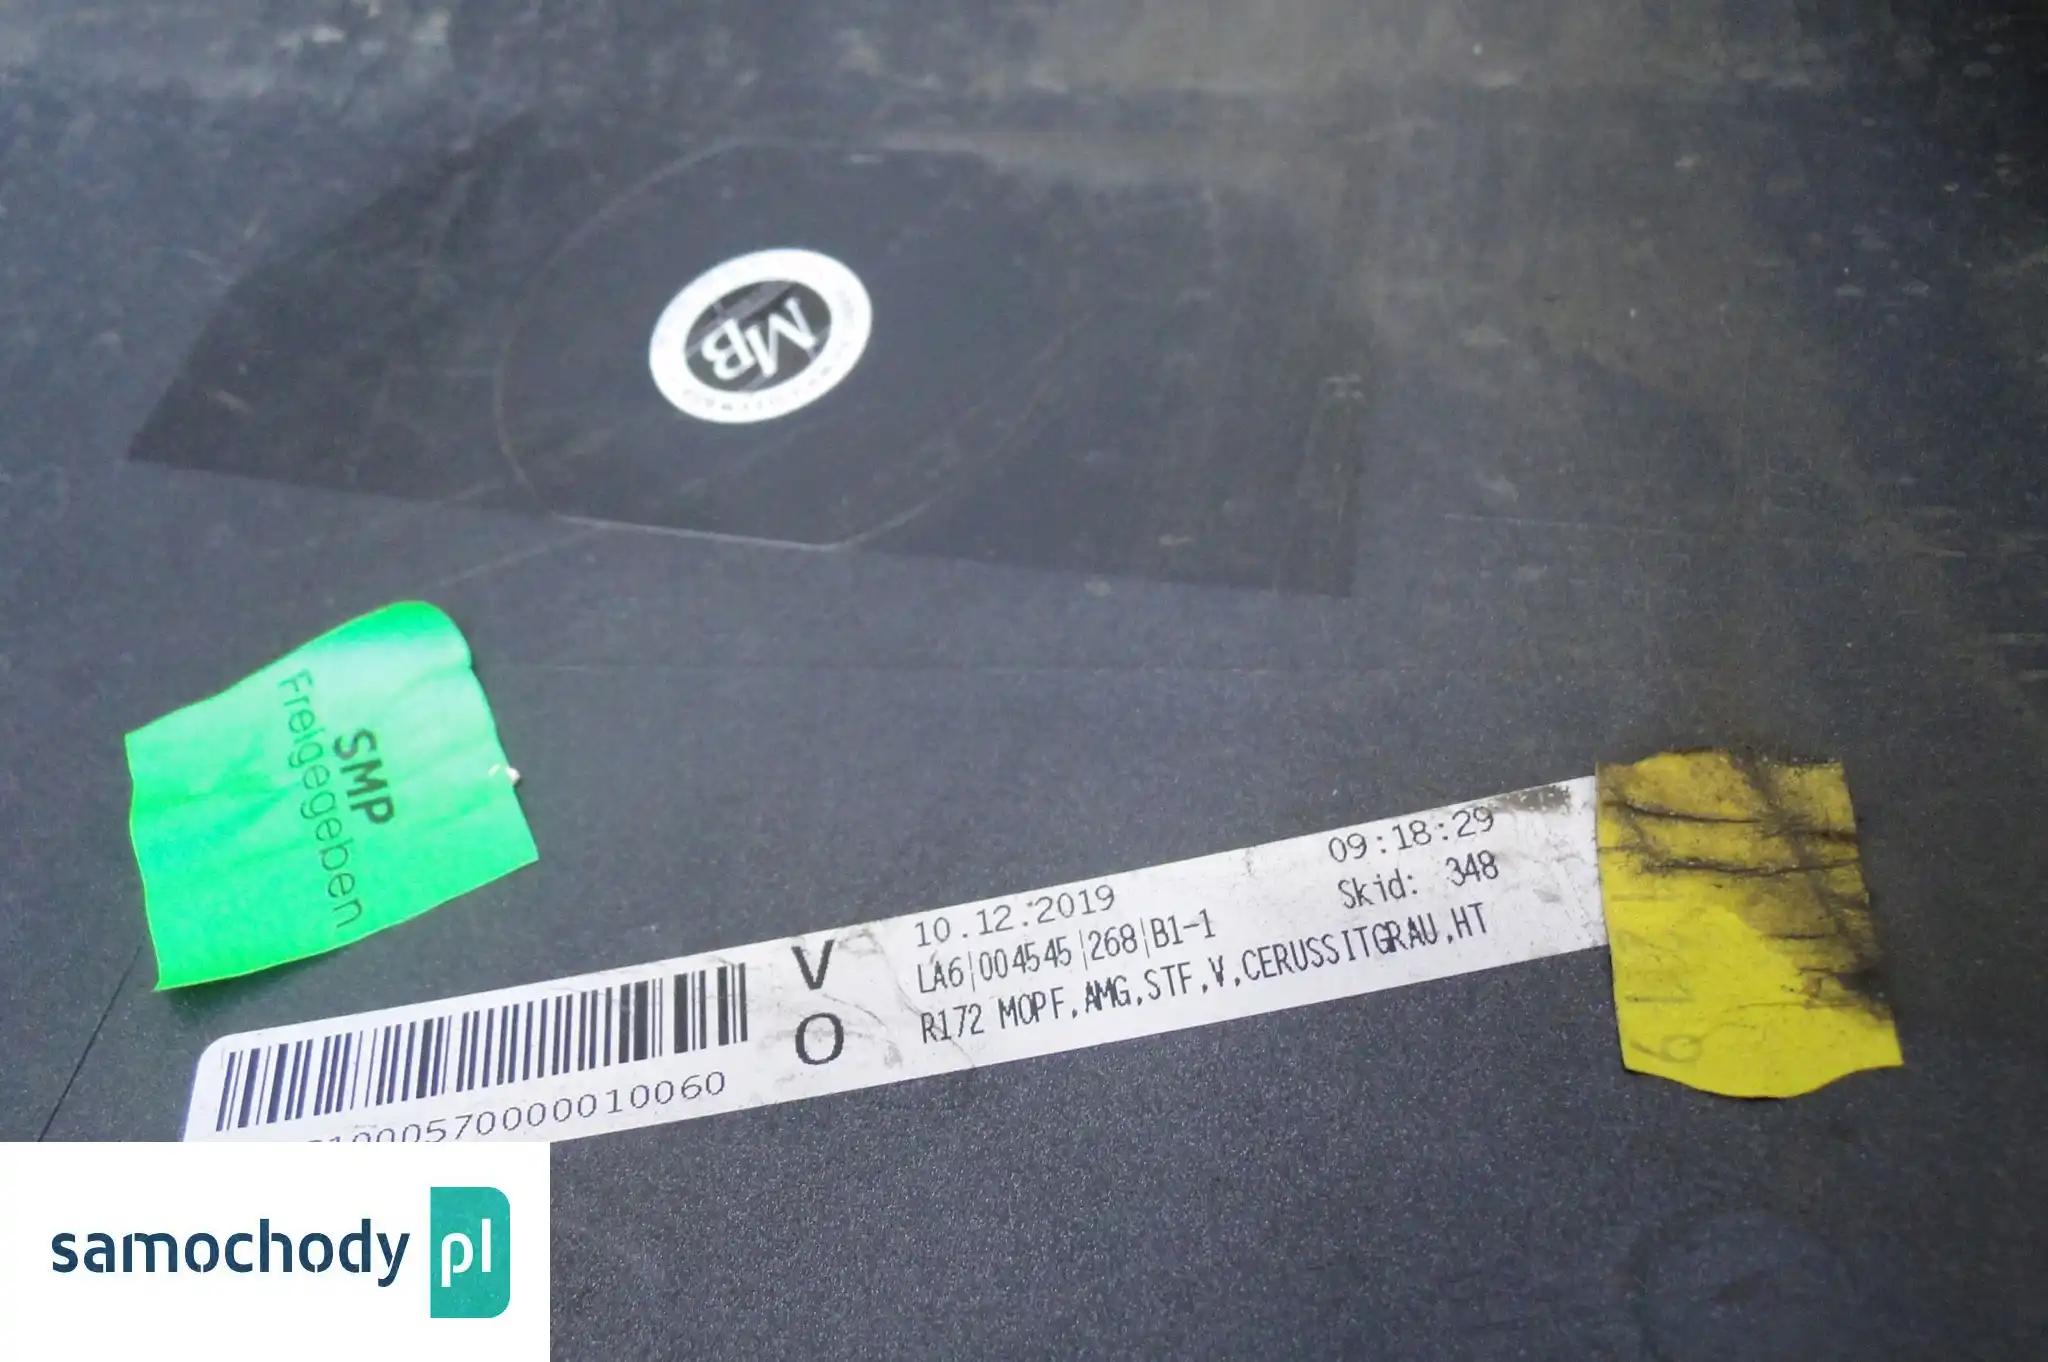 MB
SMP
Freigegeben
10.12.2019 09:18:29
LA6|004545|268|B1-1 Skid: 348
R172 MOPF,AMG,STF,V,CERUSSITGRAU,HT
V
O
samochody pl